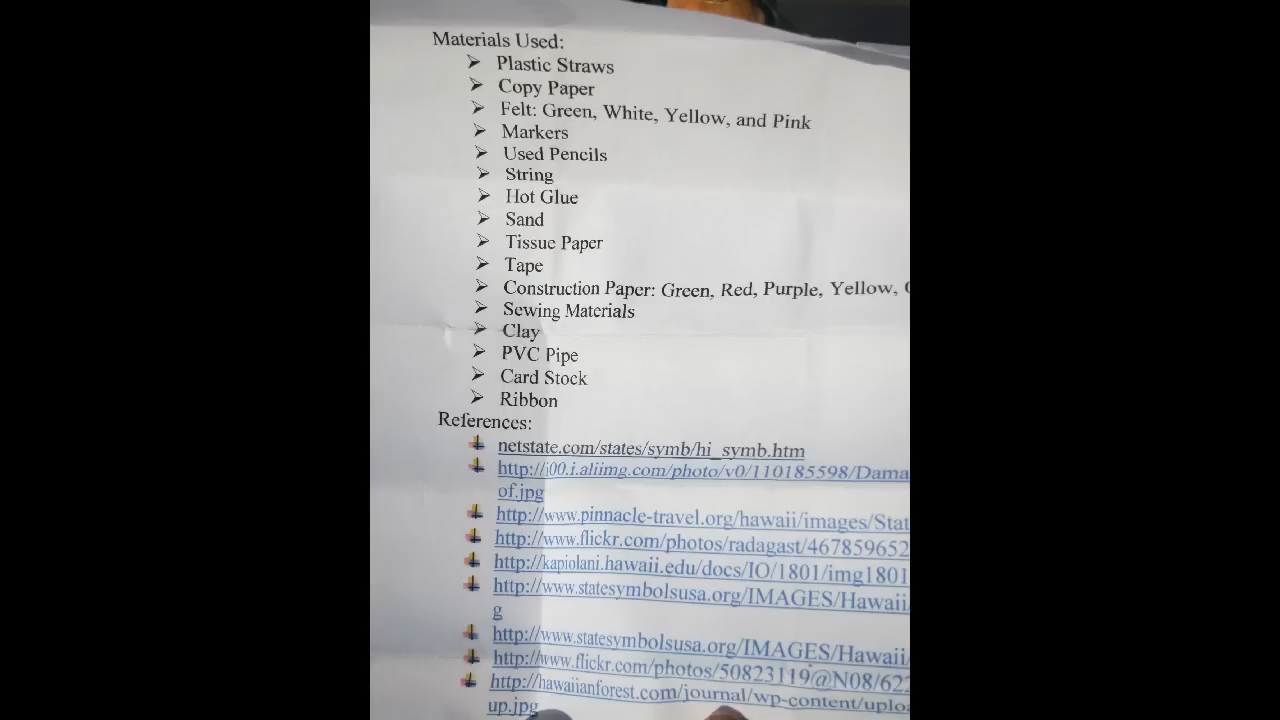 Materials Used:
Plastic Straws
Copy Paper
Felt: Green, White, Yellow, and Pink
Markers
Used Pencils
String
Hot Glue
Sand
Tissue Paper
Tape
Construction Paper: Green, Red, Purple, Yellow,
Sewing Materials
Clay
PVC Pipe
Card Stock
Ribbon
References:
netstate.com/states/symb/hi_symb.htm
http://i00.i.aliimg.com/photo/v0/110185598/Dama
of.jpg
http://www.pinnacle-travel.org/hawaii/images/Stat
http://www.flickr.com/photos/radagast/467859652
http://kapiolani.hawaii.edu/docs/IO/1801/img1801
http://www.statesymbolsusa.org/IMAGES/Hawaii/
g
http://www.statesymbolsusa.org/IMAGES/Hawaii/
http://www.flickr.com/photos/50823119@N08/622
http://hawaiianforest.com/journal/wp-content/uploa
up.jpg